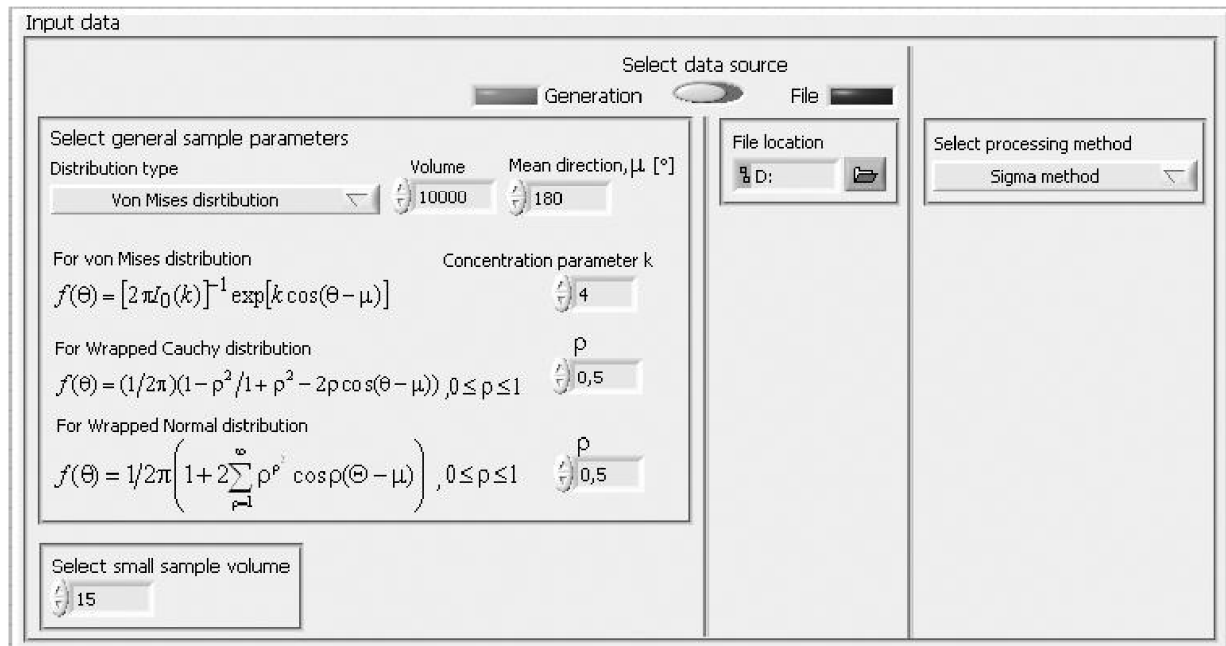 Input data
Select data source
Generation File
Select general sample parameters
Distribution type
Volume
Mean direction, μ [°]
Von Mises disrtibution
10000
180
For von Mises distribution
Concentration parameter k
f(θ) = [2πI₀(k)]⁻¹ exp[k cos(θ−μ)]
4
For Wrapped Cauchy distribution
ρ
f(θ) = (1/2π)(1−ρ²/1+ρ²−2ρcos(θ−μ)) ,0≤ρ≤1
0,5
For Wrapped Normal distribution
ρ
f(θ) = 1/2π(1+2∑_{ρ=1}^{∞} ρ^{ρ²} cosρ(Θ−μ)) ,0≤ρ≤1
0,5
Select small sample volume
15
File location
D:
Select processing method
Sigma method